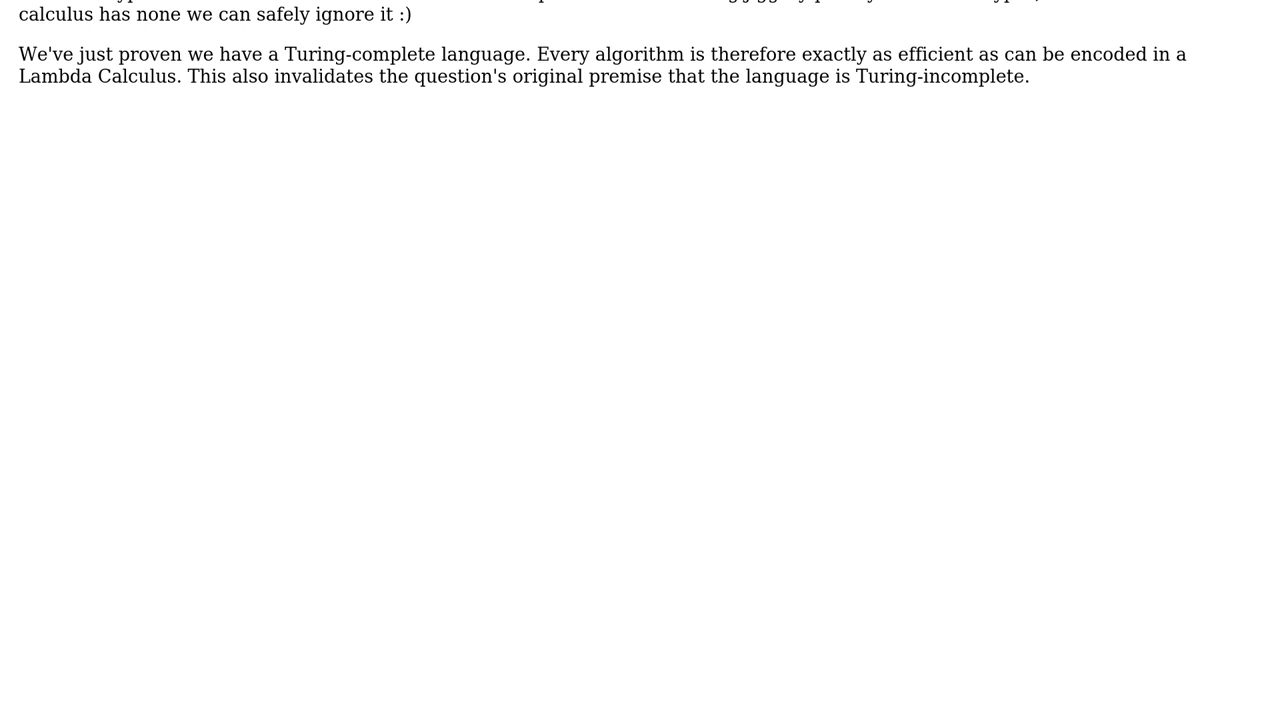 calculus has none we can safely ignore it :)
We've just proven we have a Turing-complete language. Every algorithm is therefore exactly as efficient as can be encoded in a
Lambda Calculus. This also invalidates the question's original premise that the language is Turing-incomplete.